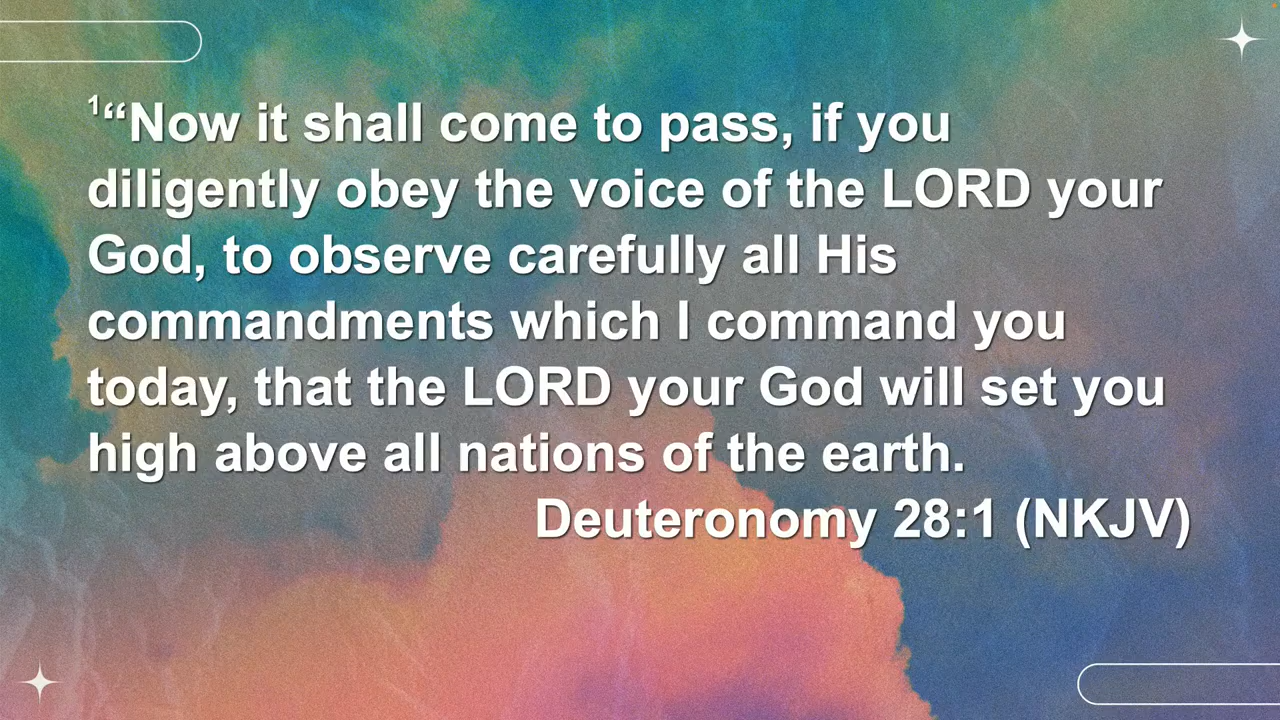 ¹“Now it shall come to pass, if you
diligently obey the voice of the LORD your
God, to observe carefully all His
commandments which I command you
today, that the LORD your God will set you
high above all nations of the earth.
Deuteronomy 28:1 (NKJV)